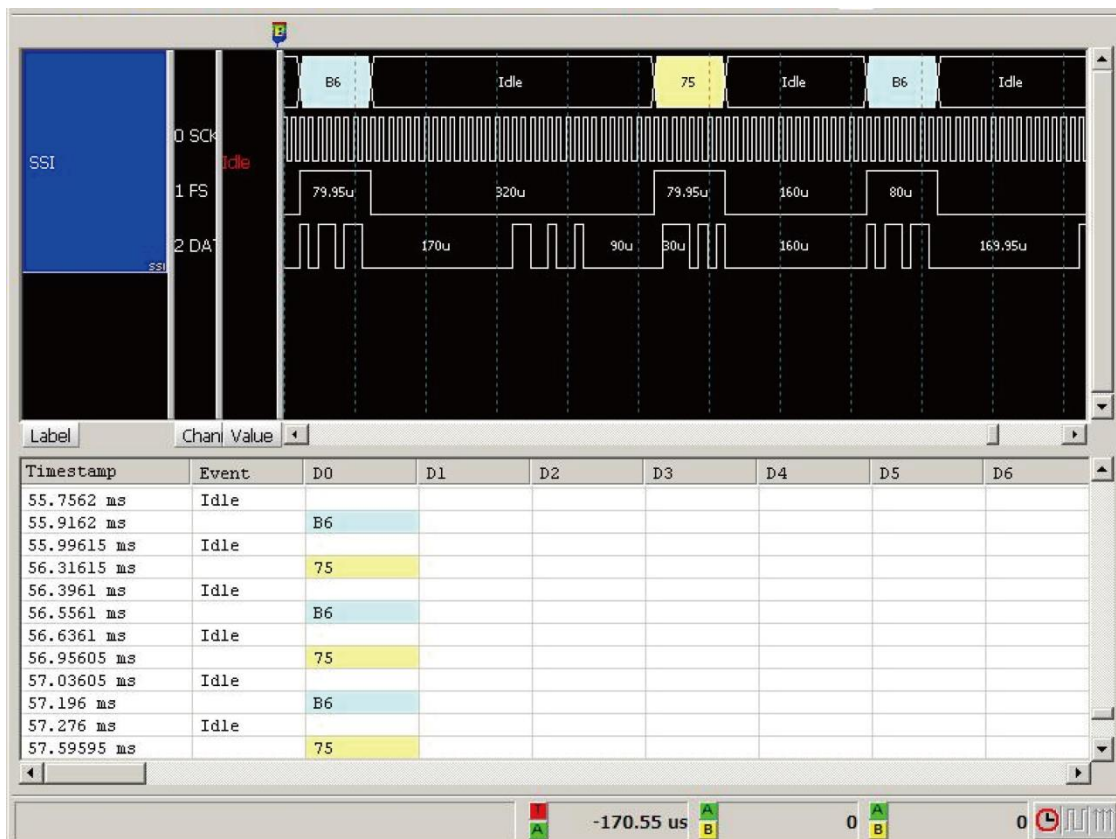 B
B6 Idle 75 Idle B6 Idle
0 SCK
SSI Idle
1 FS 79.95u 320u 79.95u 160u 80u
2 DAT 170u 90u 30u 160u 169.95u
SSI
Label Chan Value
Timestamp Event D0 D1 D2 D3 D4 D5 D6
55.7562 ms Idle
55.9162 ms B6
55.99615 ms Idle
56.31615 ms 75
56.3961 ms Idle
56.5561 ms B6
56.6361 ms Idle
56.95605 ms 75
57.03605 ms Idle
57.196 ms B6
57.276 ms Idle
57.59595 ms 75
T A -170.55 us A B 0 A B 0